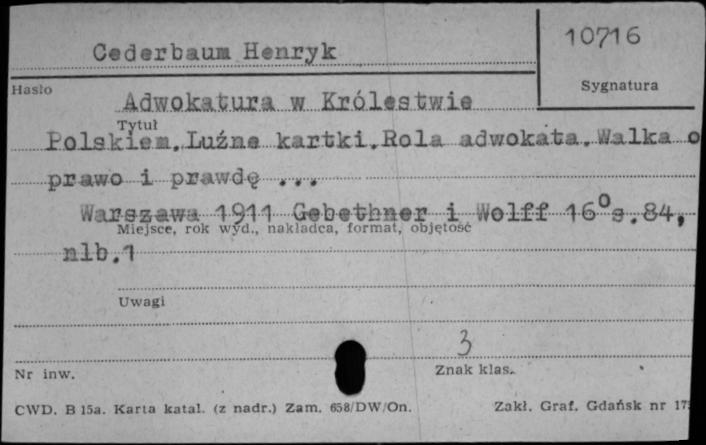 Cederbaum Henryk
10716
Hasło
Sygnatura
Adwokatura w Królestwie
Tytuł
Polskiem.Luźne kartki.Rola adwokata.Walka o
prawo i prawdę ...
Warszawa 1911 Gebethner i Wolff 16°s.84,
Miejsce, rok wyd., nakładca, format, objętość
nlb.1
Uwagi
3
Nr inw.
Znak klas.
CWD. B 15a. Karta katal. (z nadr.) Zam. 658/DW/On.
Zakł. Graf. Gdańsk nr